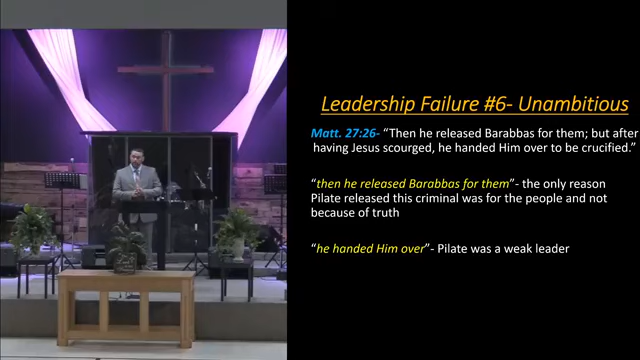 Leadership Failure #6- Unambitious
Matt. 27:26- “Then he released Barabbas for them; but after
having Jesus scourged, he handed Him over to be crucified.”
“then he released Barabbas for them”- the only reason
Pilate released this criminal was for the people and not
because of truth
“he handed Him over”- Pilate was a weak leader